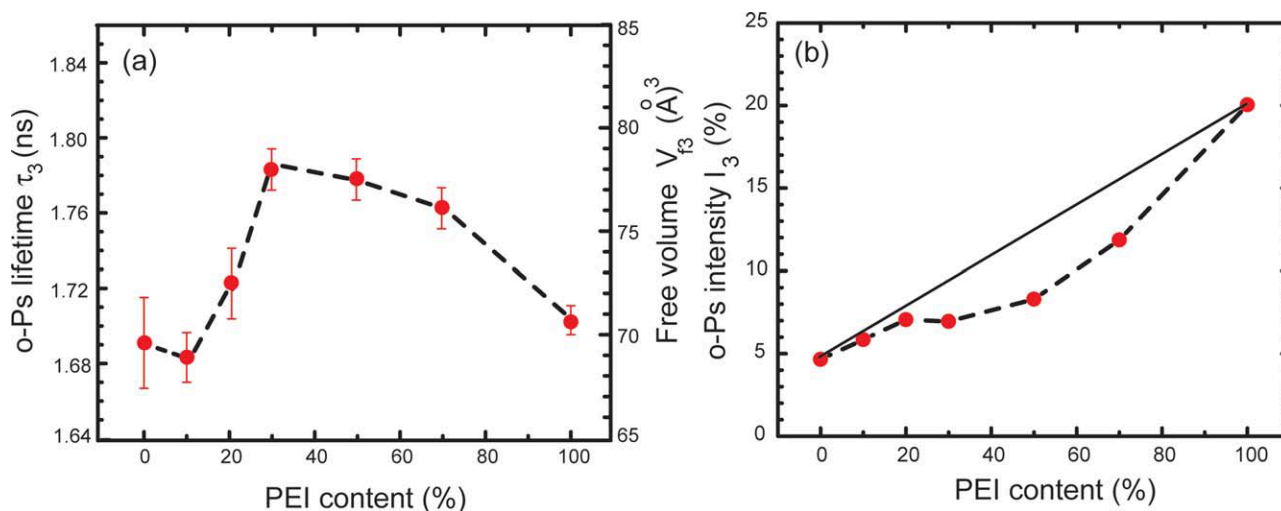 (a)
o-Ps lifetime τ₃ (ns)
1.84
1.80
1.76
1.72
1.68
1.64
0 20 40 60 80 100
PEI content (%)
85
80
75
70
65
Free volume V_f3 (Å)³
(b)
o-Ps intensity I₃ (%)
25
20
15
10
5
0
0 20 40 60 80 100
PEI content (%)